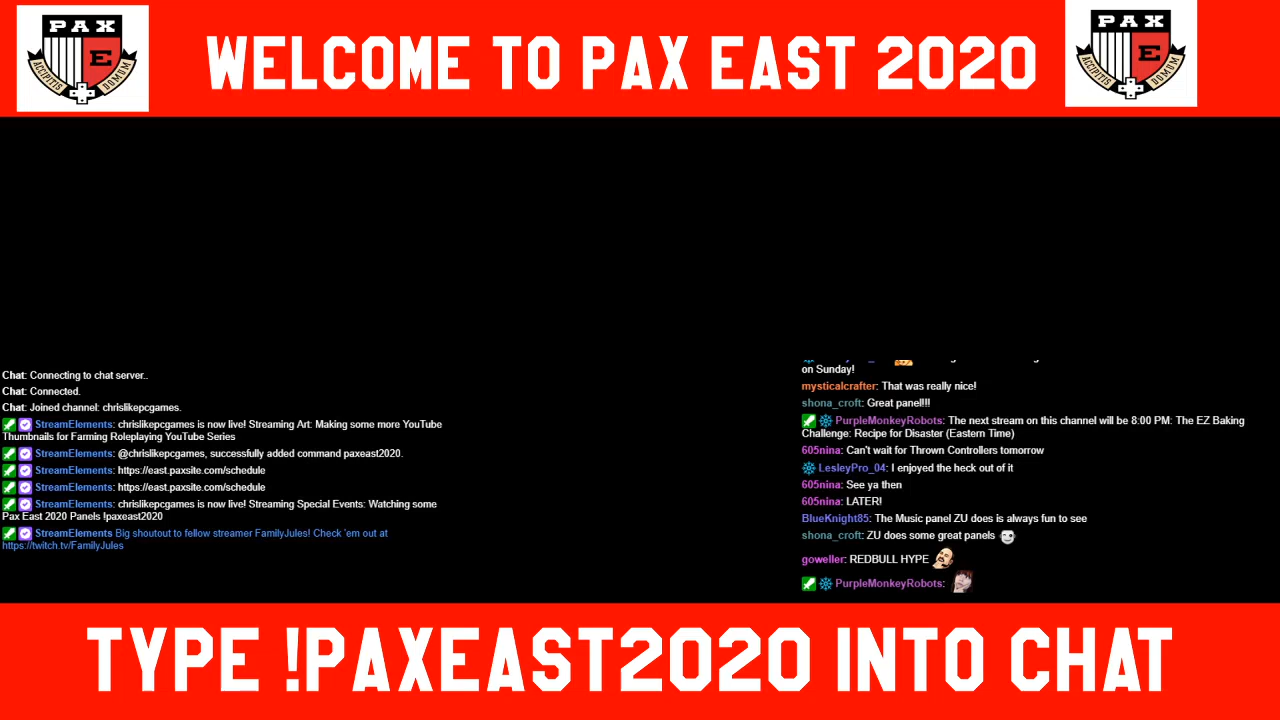 PAX
E
ACCIPITIS DOMUM
WELCOME TO PAX EAST 2020
PAX
E
ACCIPITIS DOMUM
Chat: Connecting to chat server..
Chat: Connected.
Chat: Joined channel: chrislikepcgames.
StreamElements: chrislikepcgames is now live! Streaming Art: Making some more YouTube
Thumbnails for Farming Roleplaying YouTube Series
StreamElements: @chrislikepcgames, successfully added command paxeast2020.
StreamElements: https://east.paxsite.com/schedule
StreamElements: https://east.paxsite.com/schedule
StreamElements: chrislikepcgames is now live! Streaming Special Events: Watching some
Pax East 2020 Panels !paxeast2020
StreamElements Big shoutout to fellow streamer FamilyJules! Check 'em out at
https://twitch.tv/FamilyJules
on Sunday!
mysticalcrafter: That was really nice!
shona_croft: Great panel!!!
PurpleMonkeyRobots: The next stream on this channel will be 8:00 PM: The EZ Baking
Challenge: Recipe for Disaster (Eastern Time)
605nina: Can't wait for Thrown Controllers tomorrow
LesleyPro_04: I enjoyed the heck out of it
605nina: See ya then
605nina: LATER!
BlueKnight85: The Music panel ZU does is always fun to see
shona_croft: ZU does some great panels
goweller: REDBULL HYPE
PurpleMonkeyRobots:
TYPE !PAXEAST2020 INTO CHAT